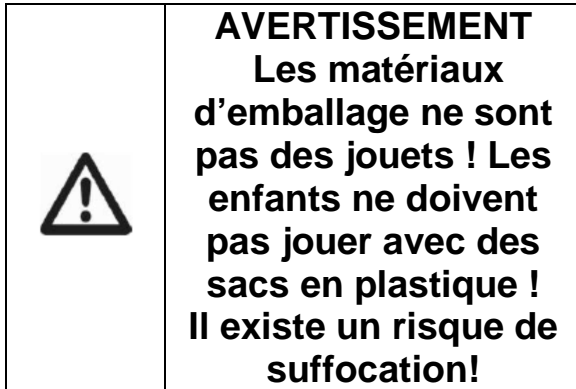 AVERTISSEMENT
Les matériaux
d’emballage ne sont
pas des jouets ! Les
enfants ne doivent
pas jouer avec des
sacs en plastique !
Il existe un risque de
suffocation!